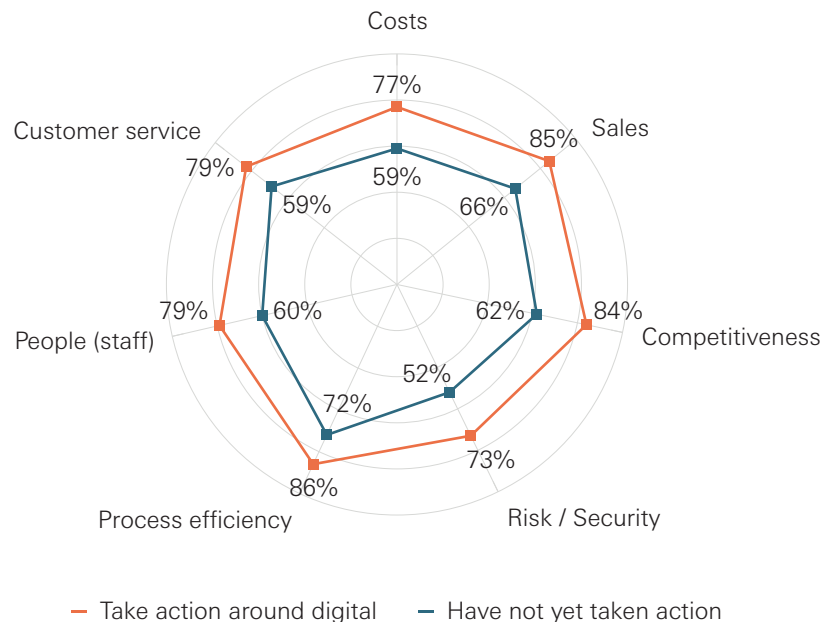 Costs
77%
85%
Sales
Customer service
79%
59%
59%
66%
79%
60%
62%
84%
People (staff)
Competitiveness
52%
72%
73%
86%
Process efficiency
Risk / Security
Take action around digital
Have not yet taken action